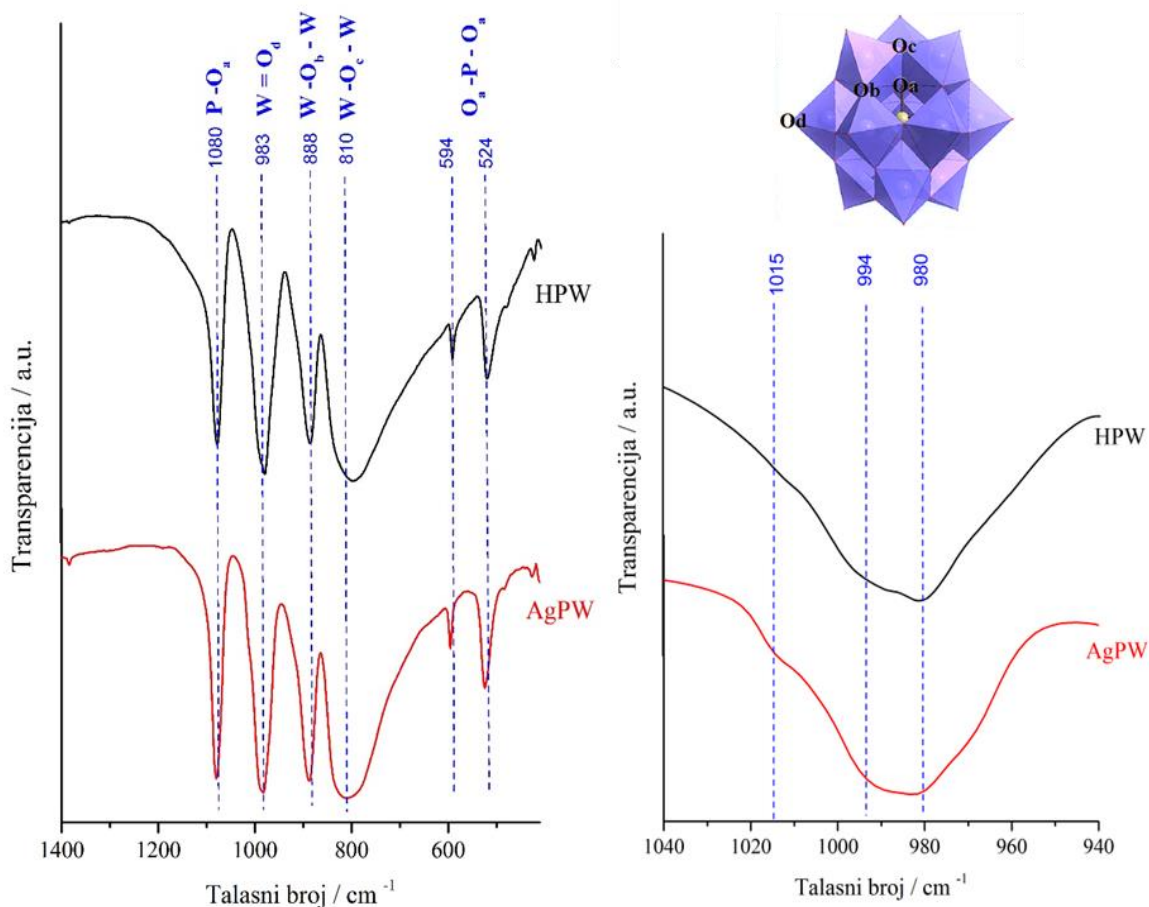 1080 P -Oa
983 W = Od
888 W -Ob - W
810 W -Oc - W
594
524 Oa -P - Oa
HPW
AgPW
Transparencija / a.u.
1400 1200 1000 800 600
Talasni broj / cm -1
Oc
Ob Oa
Od
1015
994
980
HPW
AgPW
Transparencija / a.u.
1040 1020 1000 980 960 940
Talasni broj / cm -1